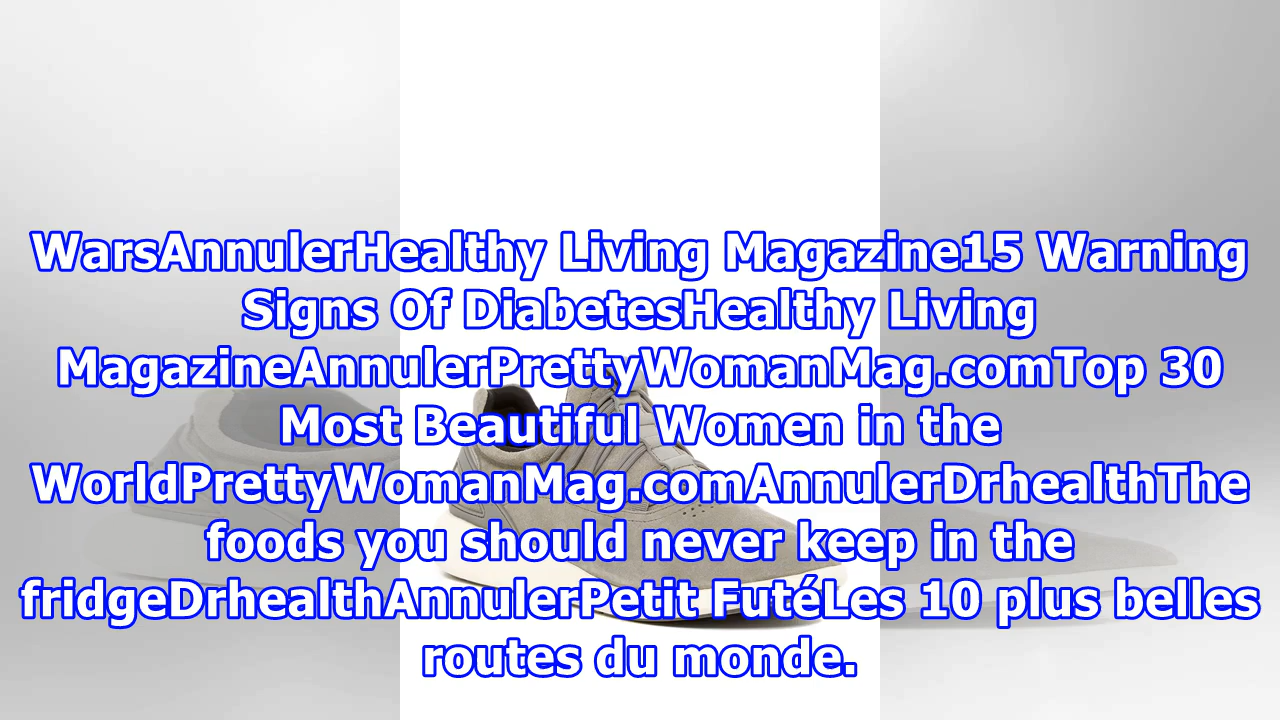 WarsAnnulerHealthy Living Magazine15 Warning
Signs Of DiabetesHealthy Living
MagazineAnnulerPrettyWomanMag.comTop 30
Most Beautiful Women in the
WorldPrettyWomanMag.comAnnulerDrhealthThe
foods you should never keep in the
fridgeDrhealthAnnulerPetit FutéLes 10 plus belles
routes du monde.